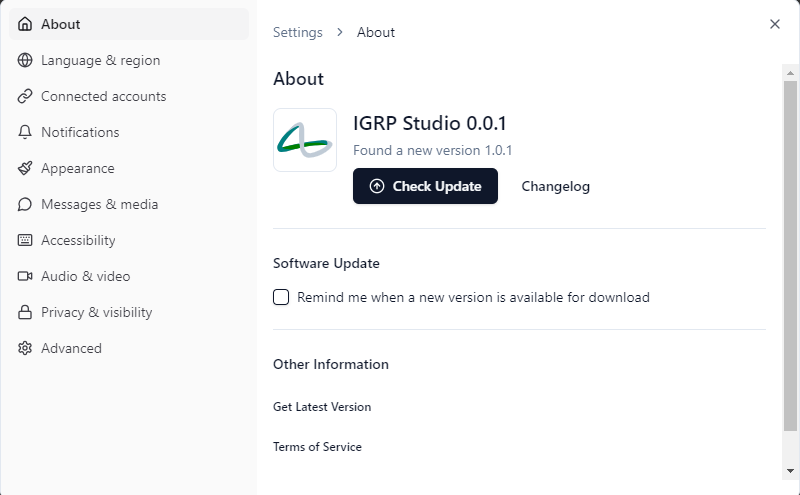 About
Language & region
Connected accounts
Notifications
Appearance
Messages & media
Accessibility
Audio & video
Privacy & visibility
Advanced
Settings > About
About
IGRP Studio 0.0.1
Found a new version 1.0.1
Check Update
Changelog
Software Update
Remind me when a new version is available for download
Other Information
Get Latest Version
Terms of Service